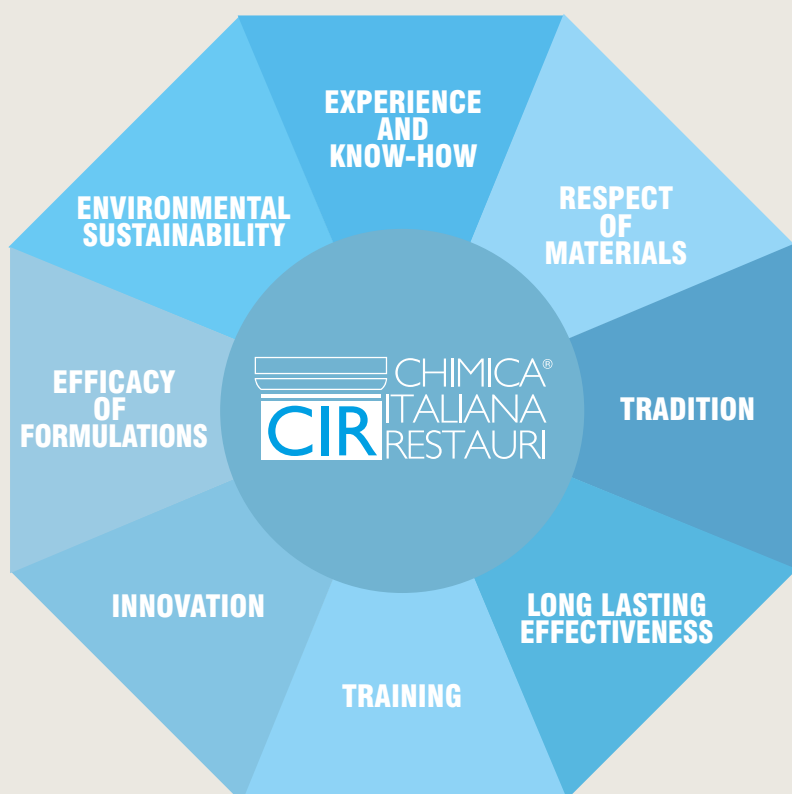 EXPERIENCE
AND
KNOW-HOW
RESPECT
OF
MATERIALS
TRADITION
LONG LASTING
EFFECTIVENESS
TRAINING
INNOVATION
EFFICACY
OF
FORMULATIONS
ENVIRONMENTAL
SUSTAINABILITY
CIR
CHIMICA®
ITALIANA
RESTAURI